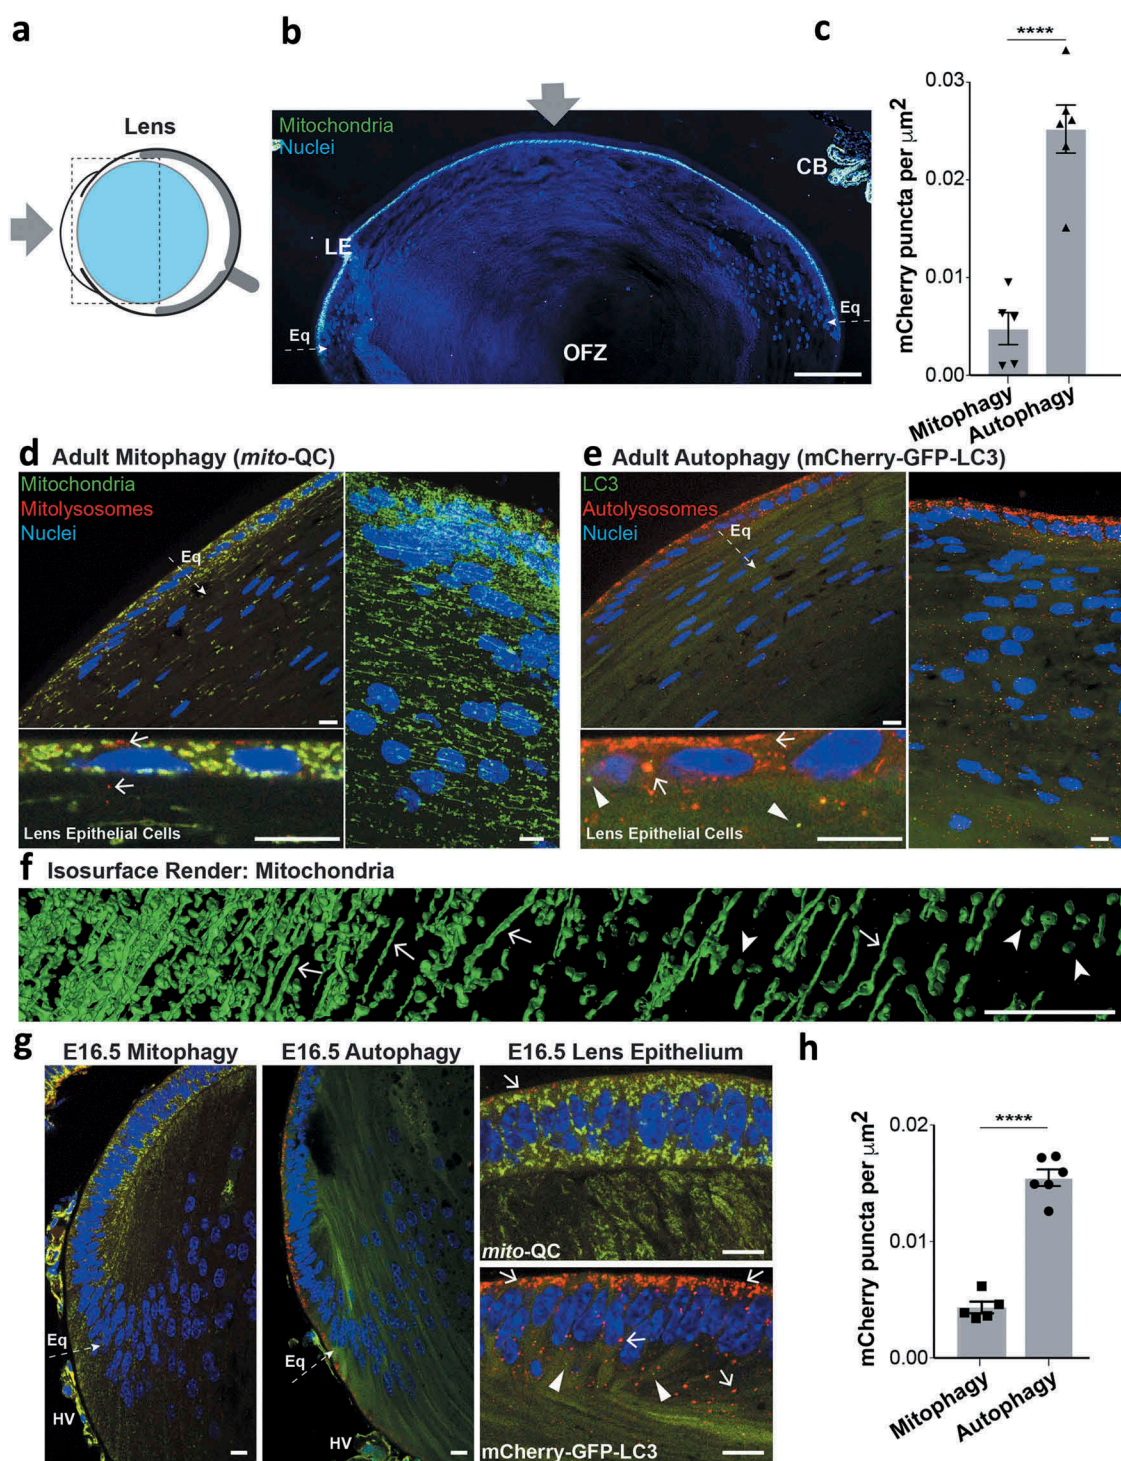 a
Lens
b
Mitochondria
Nuclei
CB
LE
Eq
Eq
OFZ
c
****
mCherry puncta per μm2
0.03
0.02
0.01
0.00
Mitophagy
Autophagy
d Adult Mitophagy (mito-QC)
Mitochondria
Mitolysosomes
Nuclei
Eq
Lens Epithelial Cells
e Adult Autophagy (mCherry-GFP-LC3)
LC3
Autolysosomes
Nuclei
Eq
Lens Epithelial Cells
f Isosurface Render: Mitochondria
g
E16.5 Mitophagy
Eq
HV
E16.5 Autophagy
Eq
HV
E16.5 Lens Epithelium
mito-QC
mCherry-GFP-LC3
h
****
mCherry puncta per μm2
0.02
0.01
0.00
Mitophagy
Autophagy